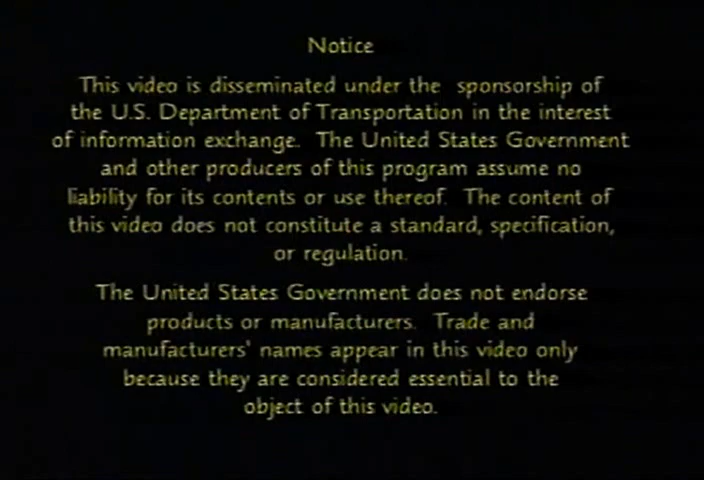 Notice
This video is disseminated under the sponsorship of
the U.S. Department of Transportation in the interest
of information exchange. The United States Government
and other producers of this program assume no
liability for its contents or use thereof. The content of
this video does not constitute a standard, specification,
or regulation.
The United States Government does not endorse
products or manufacturers. Trade and
manufacturers' names appear in this video only
because they are considered essential to the
object of this video.